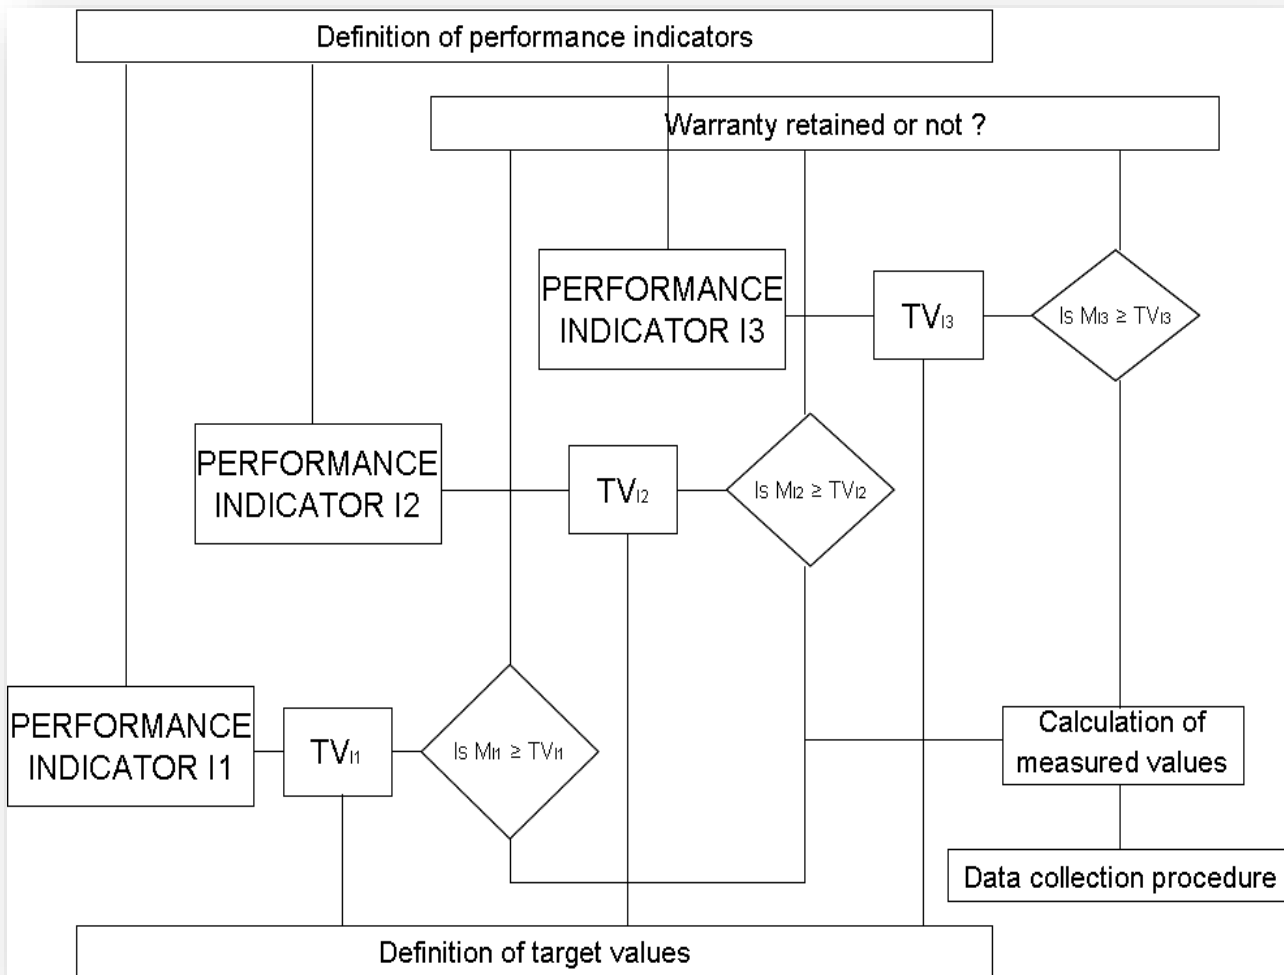 Definition of performance indicators
Warranty retained or not ?
PERFORMANCE
INDICATOR I3
TVI3
Is MI3 ≥ TVI3
PERFORMANCE
INDICATOR I2
TVI2
Is MI2 ≥ TVI2
PERFORMANCE
INDICATOR I1
TVI1
Is MI1 ≥ TVI1
Calculation of
measured values
Data collection procedure
Definition of target values